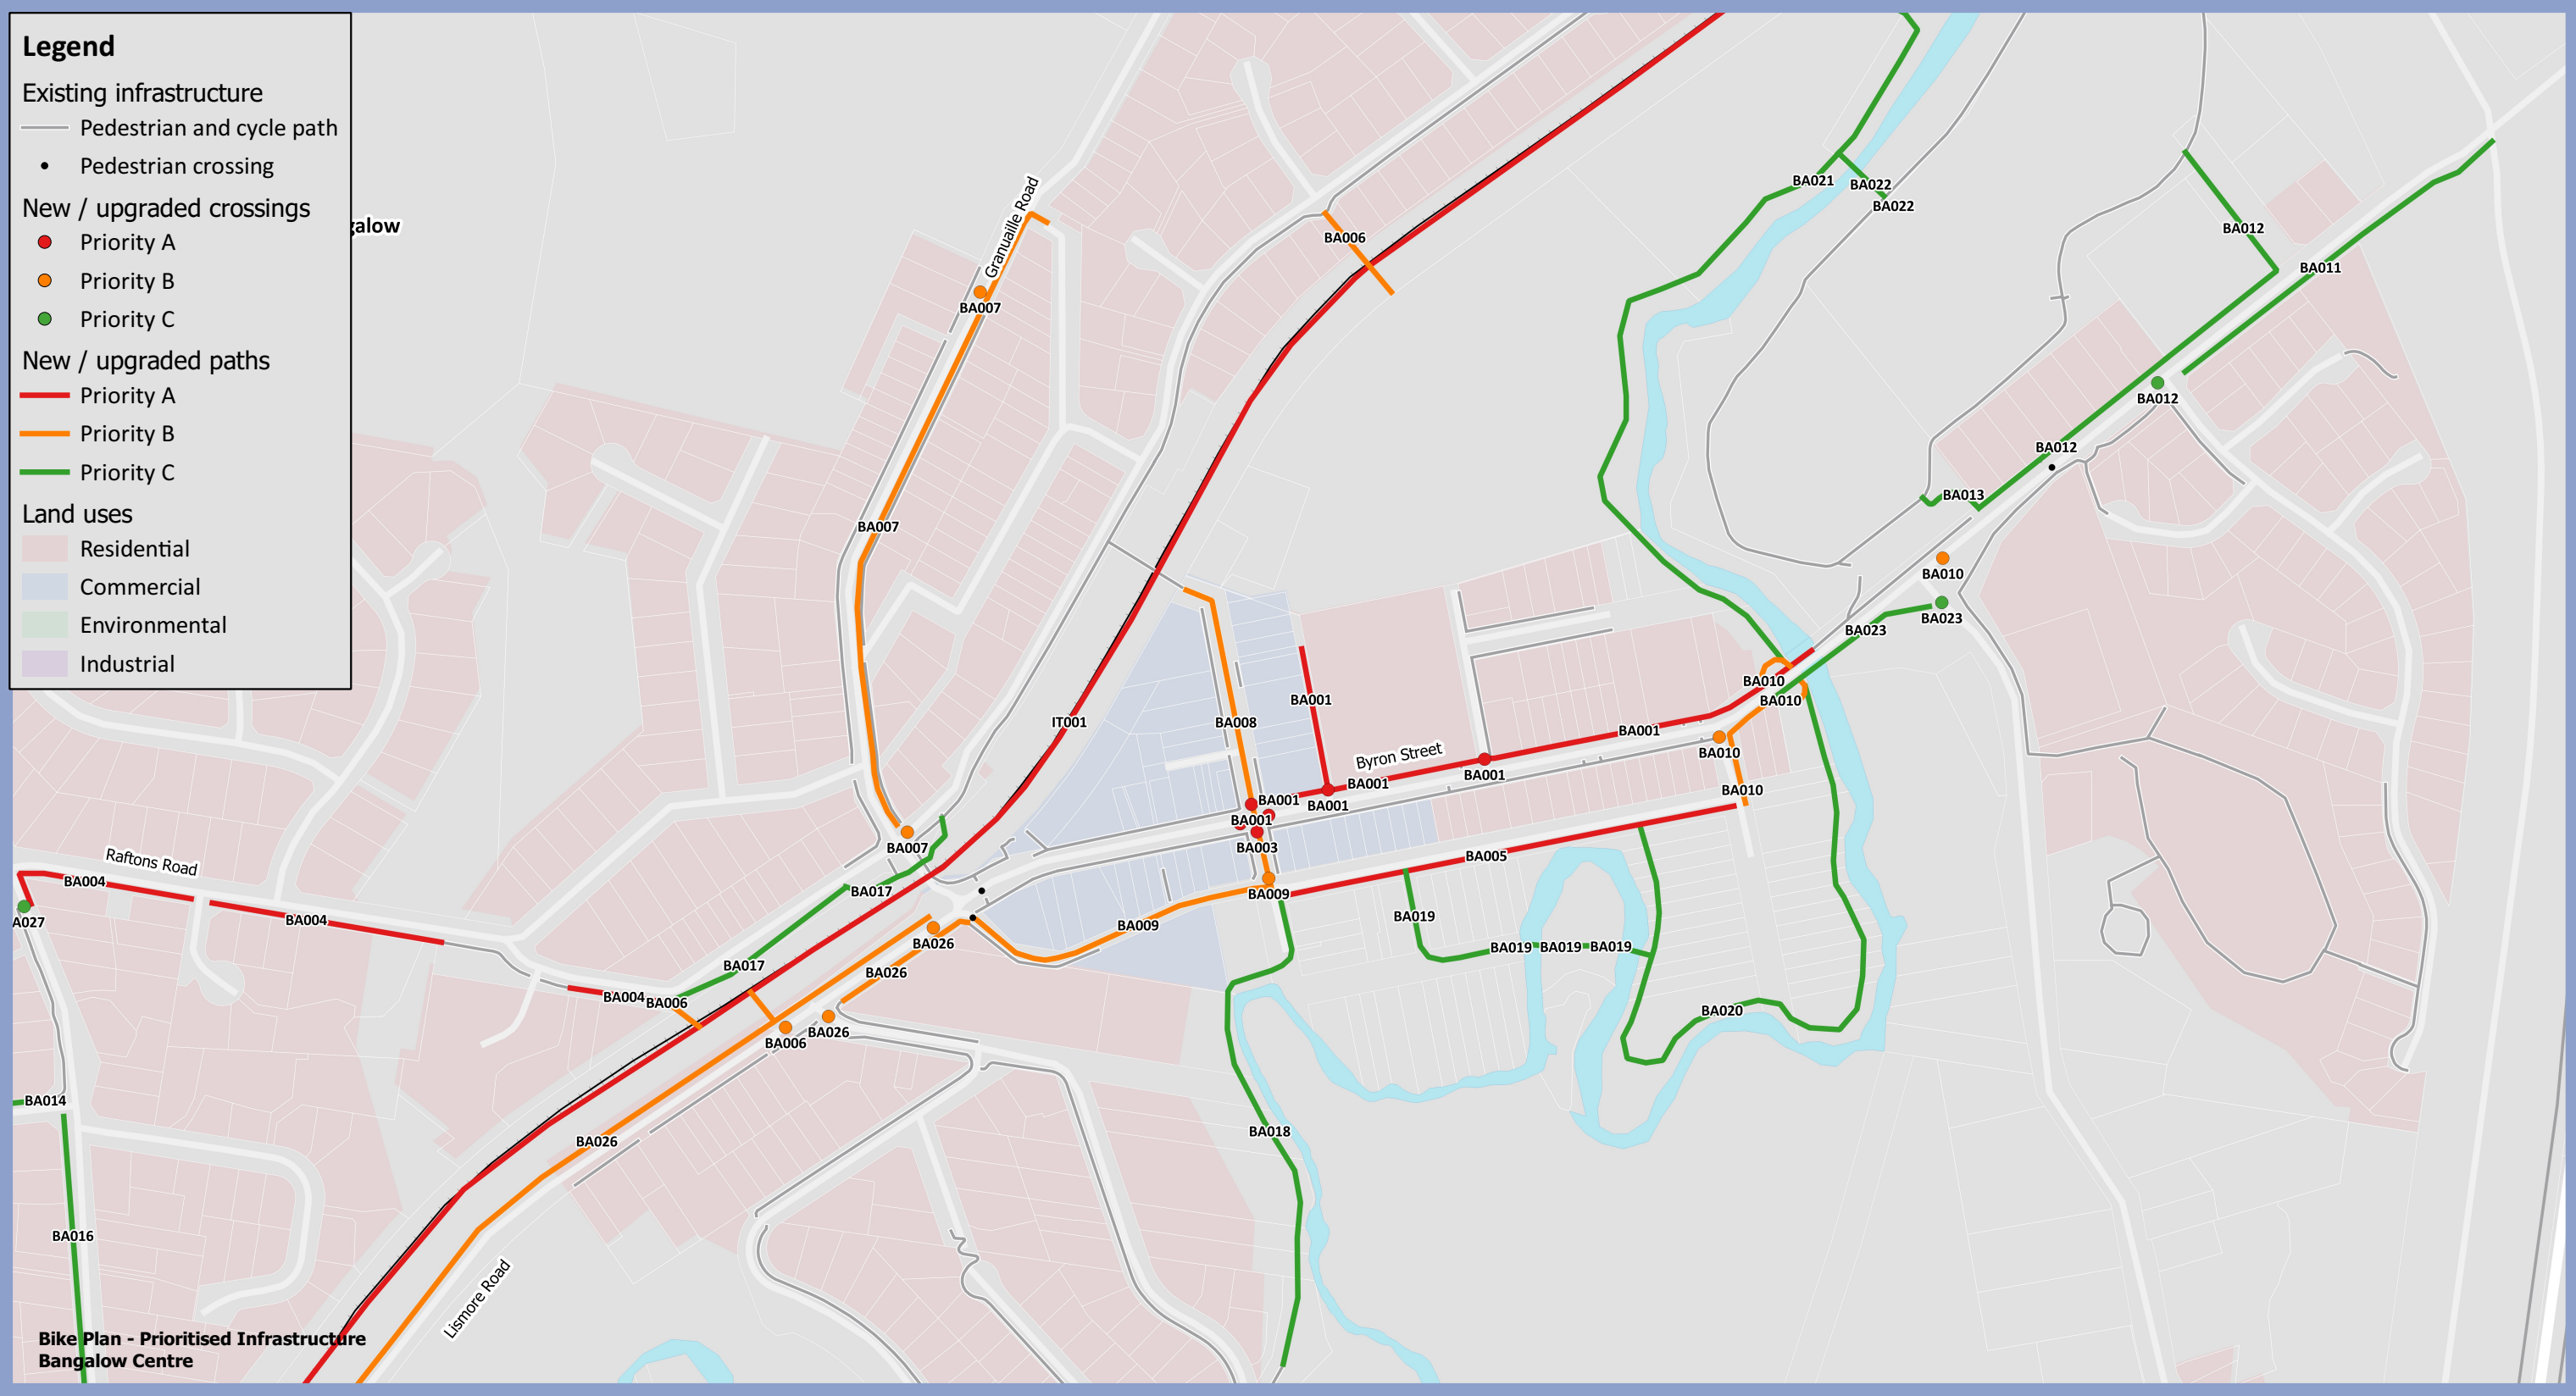 Legend
Existing infrastructure
Pedestrian and cycle path
Pedestrian crossing
New / upgraded crossings
Priority A
Priority B
Priority C
New / upgraded paths
Priority A
Priority B
Priority C
Land uses
Residential
Commercial
Environmental
Industrial
galow
Granuaille Road
BA007
BA006
BA021
BA022
BA022
BA012
BA011
BA012
BA012
BA013
BA007
BA010
BA023
BA023
IT001
BA008
BA001
BA001
Byron Street
BA010
BA010
BA010
BA001
BA001
BA001
BA001
BA001
BA010
BA003
BA007
BA005
Raftons Road
BA004
BA004
A027
BA017
BA009
BA009
BA019
BA019
BA019
BA019
BA026
BA026
BA017
BA004
BA006
BA020
BA026
BA006
BA014
BA018
BA026
BA016
Lismore Road
Bike Plan - Prioritised Infrastructure
Bangalow Centre